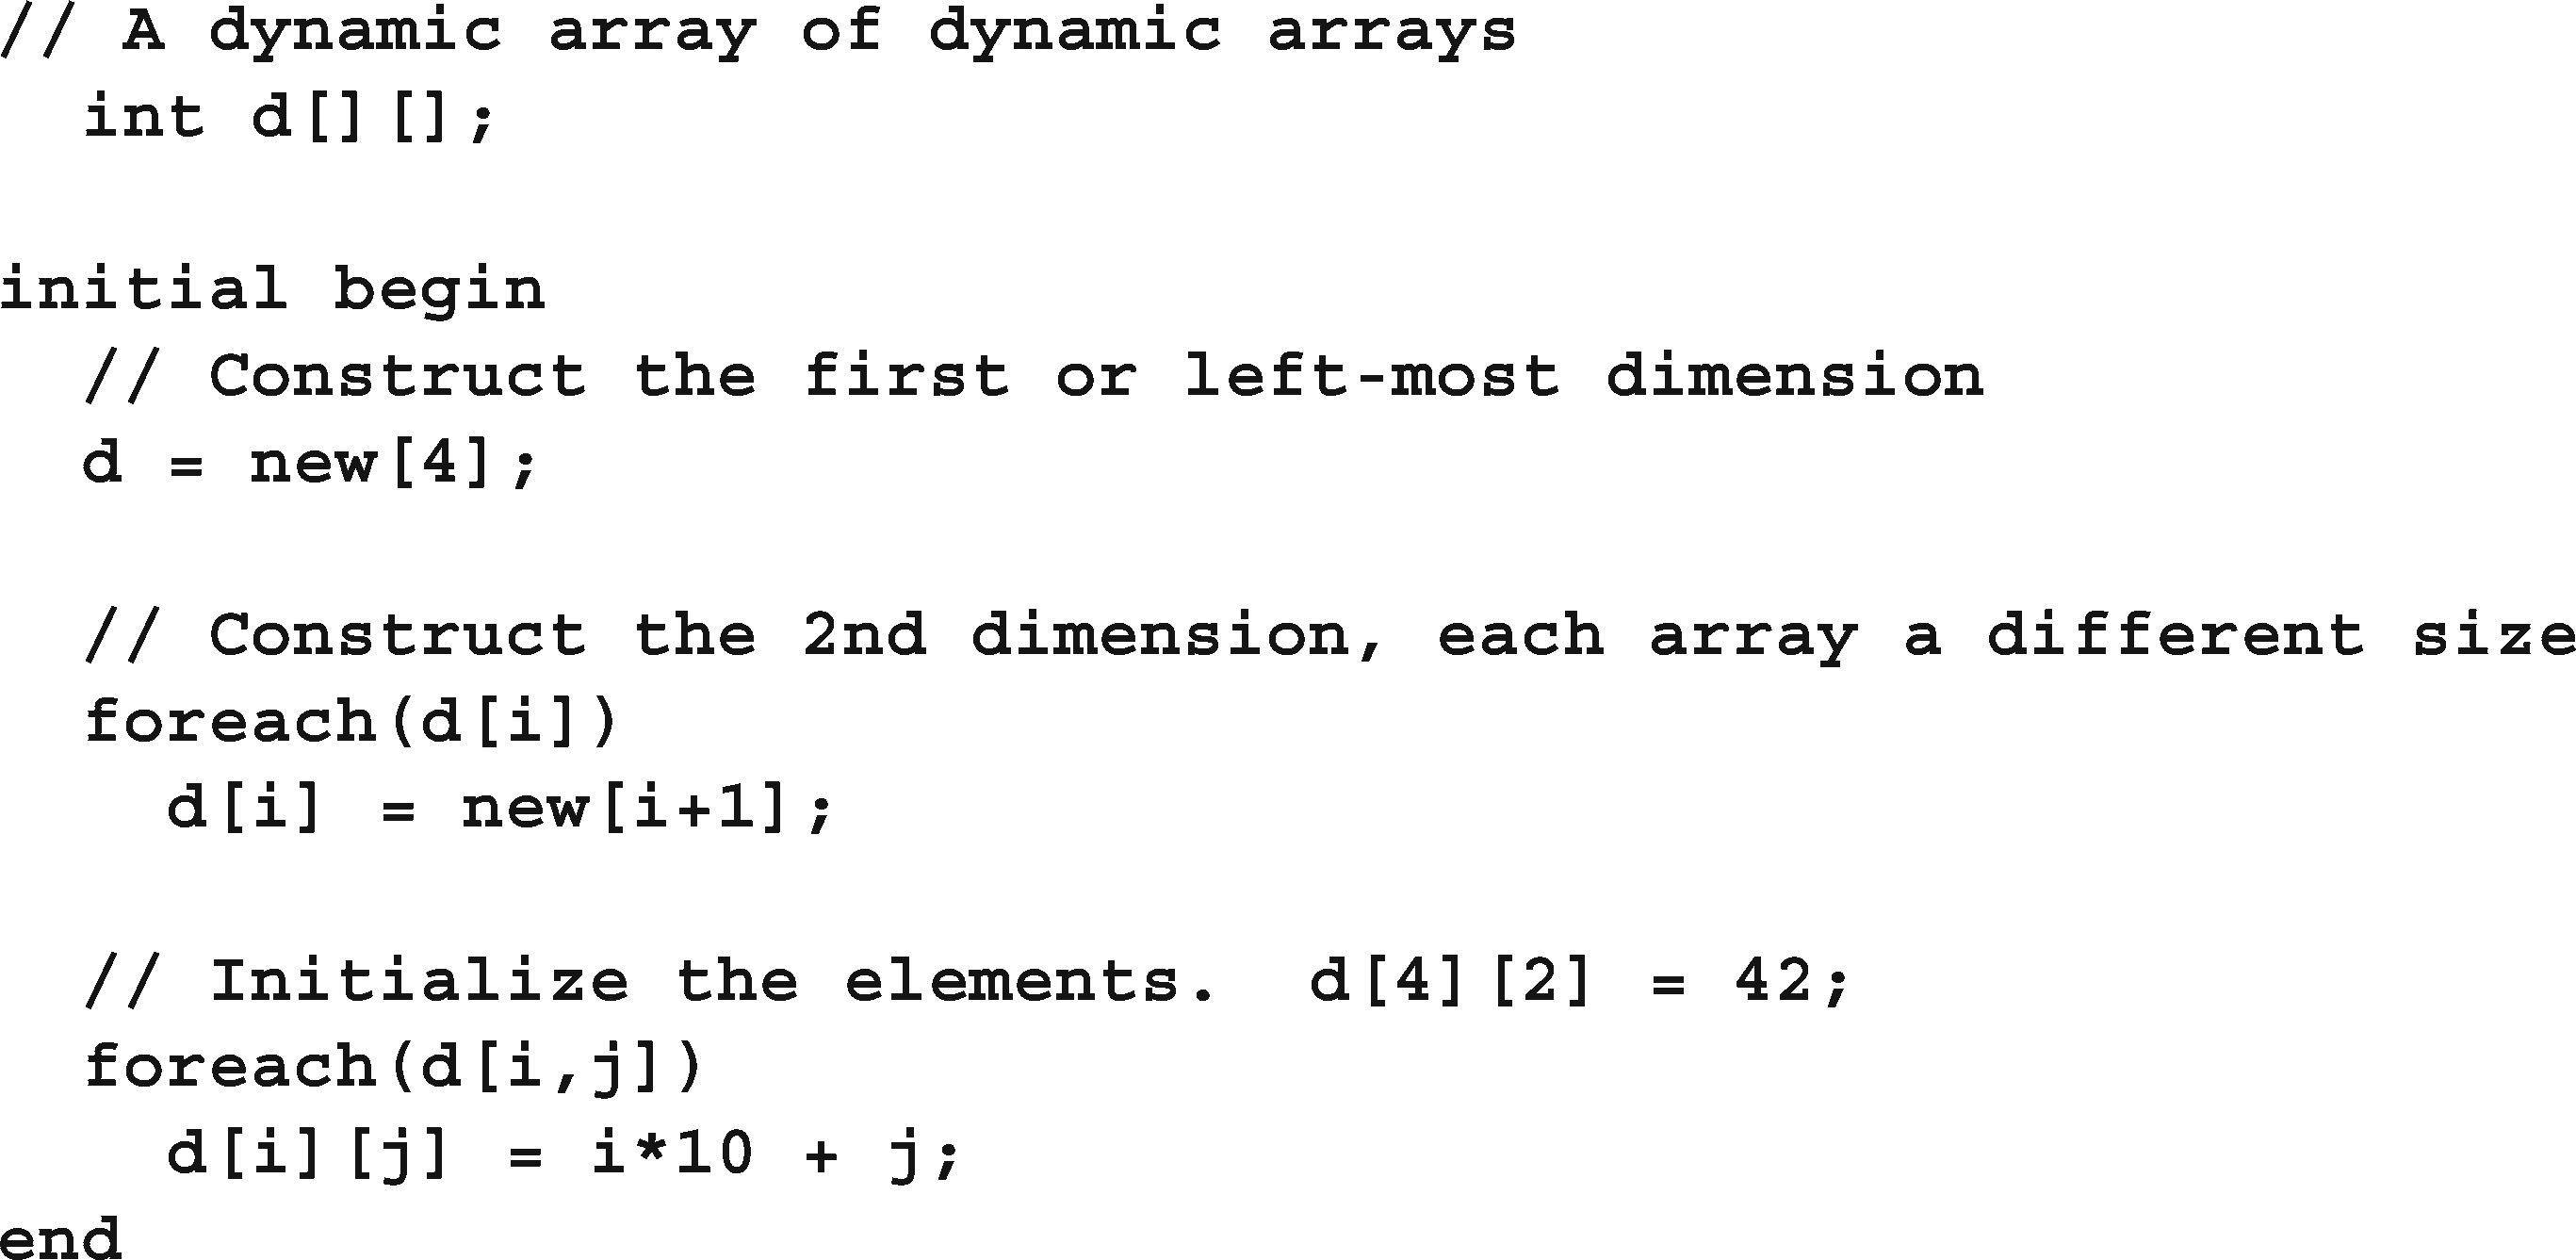 // A dynamic array of dynamic arrays
  int d[][];

initial begin
  // Construct the first or left-most dimension
  d = new[4];

  // Construct the 2nd dimension, each array a different size
  foreach(d[i])
    d[i] = new[i+1];

  // Initialize the elements.  d[4][2] = 42;
  foreach(d[i,j])
    d[i][j] = i*10 + j;
end